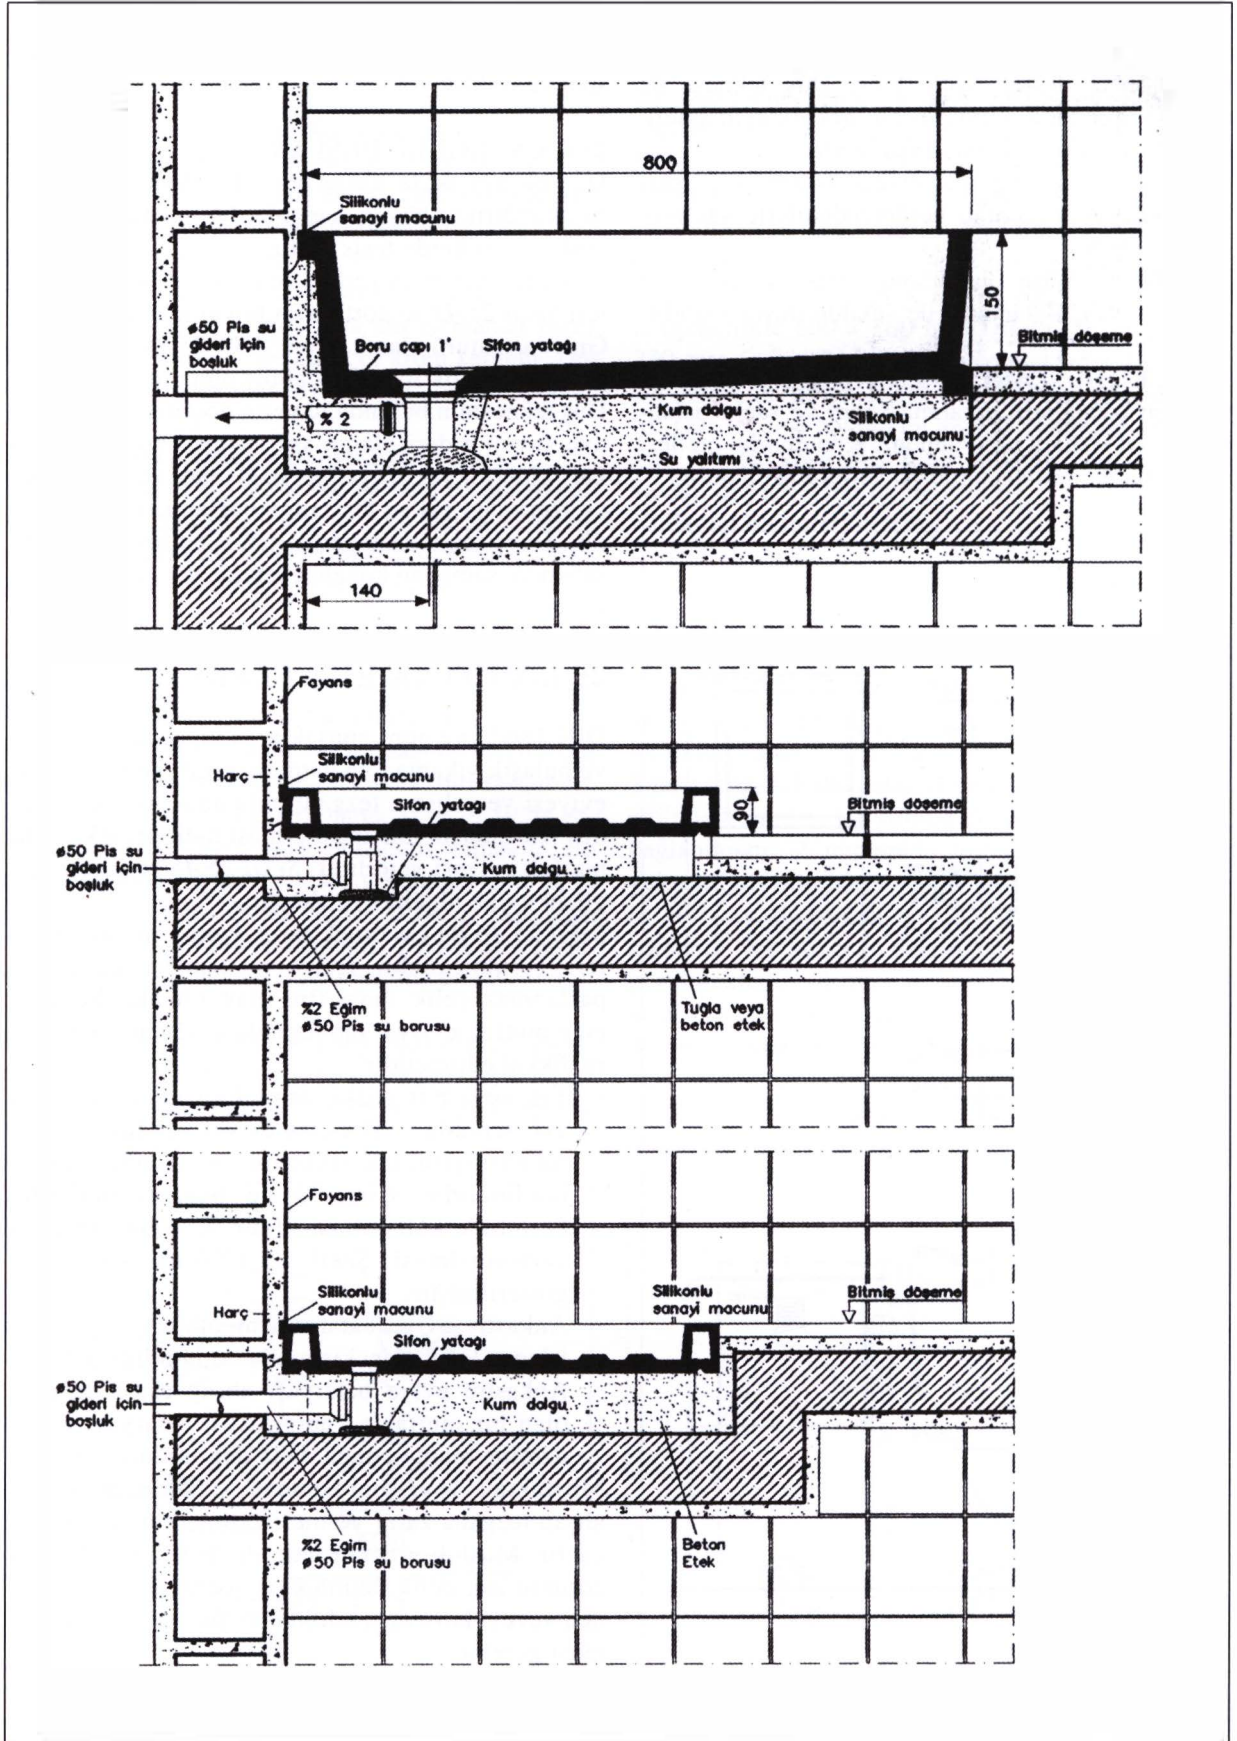 800
Silikonlu
sanayi macunu
150
ø50 Pis su
gideri için
boşluk
Boru çapı 1"
Sifon yatağı
Bitmiş döşeme
% 2
Kum dolgu
Silikonlu
sanayi macunu
Su yalıtımı
140
Fayans
Harç
Silikonlu
sanayi macunu
Sifon yatağı
90
Bitmiş döşeme
ø50 Pis su
gideri için
boşluk
Kum dolgu
%2 Eğim
ø50 Pis su borusu
Tuğla veya
beton etek
Fayans
Harç
Silikonlu
sanayi macunu
Silikonlu
sanayi macunu
Bitmiş döşeme
Sifon yatağı
ø50 Pis su
gideri için
boşluk
Kum dolgu
%2 Egim
ø50 Pis su borusu
Beton
Etek